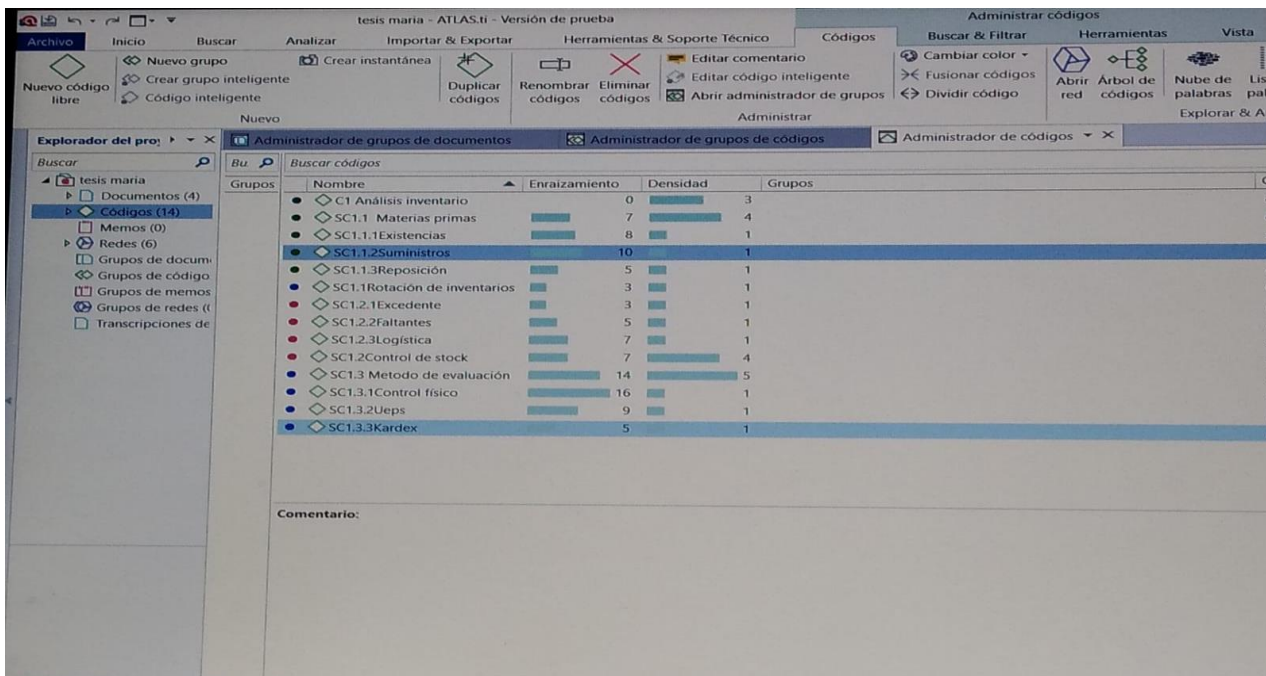 tesis maria - ATLAS.ti - Versión de prueba
Administrar códigos
Archivo Inicio Buscar Analizar Importar & Exportar Herramientas & Soporte Técnico Códigos Buscar & Filtrar Herramientas Vista
Nuevo código libre
Nuevo grupo
Crear grupo inteligente
Código inteligente
Crear instantánea
Duplicar códigos
Nuevo
Renombrar códigos
Eliminar códigos
Editar comentario
Editar código inteligente
Abrir administrador de grupos
Administrar
Cambiar color
Fusionar códigos
Dividir código
Abrir red
Árbol de códigos
Nube de palabras
Explorar & A
Explorador del pro
Administrador de grupos de documentos
Administrador de grupos de códigos
Administrador de códigos
Buscar
Bu.
Buscar códigos
tesis maria
Documentos (4)
Códigos (14)
Memos (0)
Redes (6)
Grupos de docum
Grupos de código
Grupos de memos
Grupos de redes ((
Transcripciones de
Grupos
Nombre Enraizamiento Densidad Grupos
C1 Análisis inventario 0 3
SC1.1 Materias primas 7 4
SC1.1.1Existencias 8 1
SC1.1.2Suministros 10 1
SC1.1.3Reposición 5 1
SC1.1Rotación de inventarios 3 1
SC1.2.1Excedente 3 1
SC1.2.2Faltantes 5 1
SC1.2.3Logística 7 1
SC1.2Control de stock 7 4
SC1.3 Metodo de evaluación 14 5
SC1.3.1Control físico 16 1
SC1.3.2Ueps 9 1
SC1.3.3Kardex 5 1
Comentario: